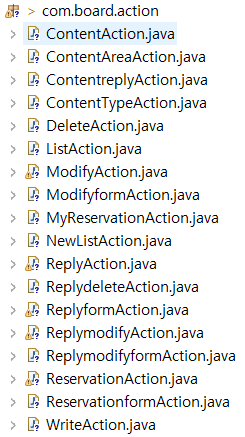 > com.board.action
> ContentAction.java
> ContentAreaAction.java
> ContentreplyAction.java
> ContentTypeAction.java
> DeleteAction.java
> ListAction.java
> ModifyAction.java
> ModifyformAction.java
> MyReservationAction.java
> NewListAction.java
> ReplyAction.java
> ReplydeleteAction.java
> ReplyformAction.java
> ReplymodifyAction.java
> ReplymodifyformAction.java
> ReservationAction.java
> ReservationformAction.java
> WriteAction.java